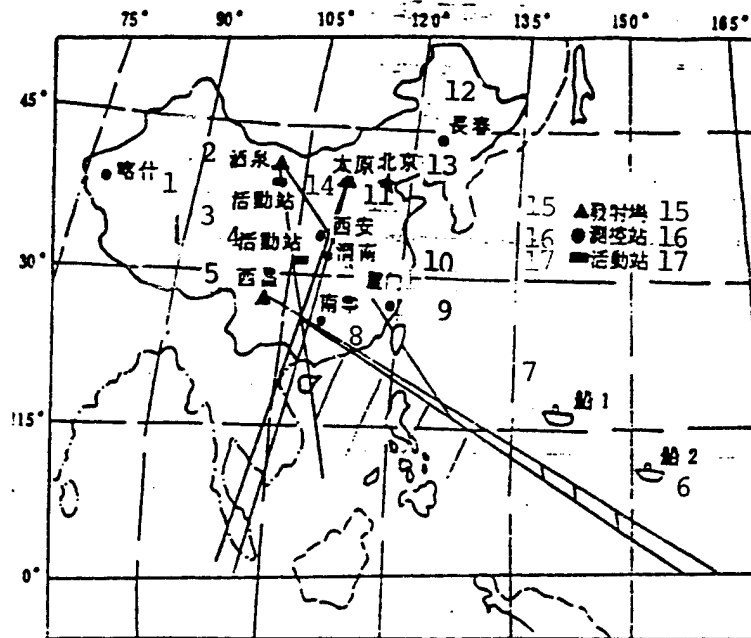 75° 90° 105° 120° 135° 150° 165°
45°
12
長春
喀什 1
2 酒泉 太原北京 13
活動站 14 11
3
西安
4 活動站 渭南 10
15 ▲發射場 15
16 ●測控站 16
17 ■活動站 17
30°
5 西昌 廈門
南寧 9
8
7
船 1
15°
船 2
6
0°